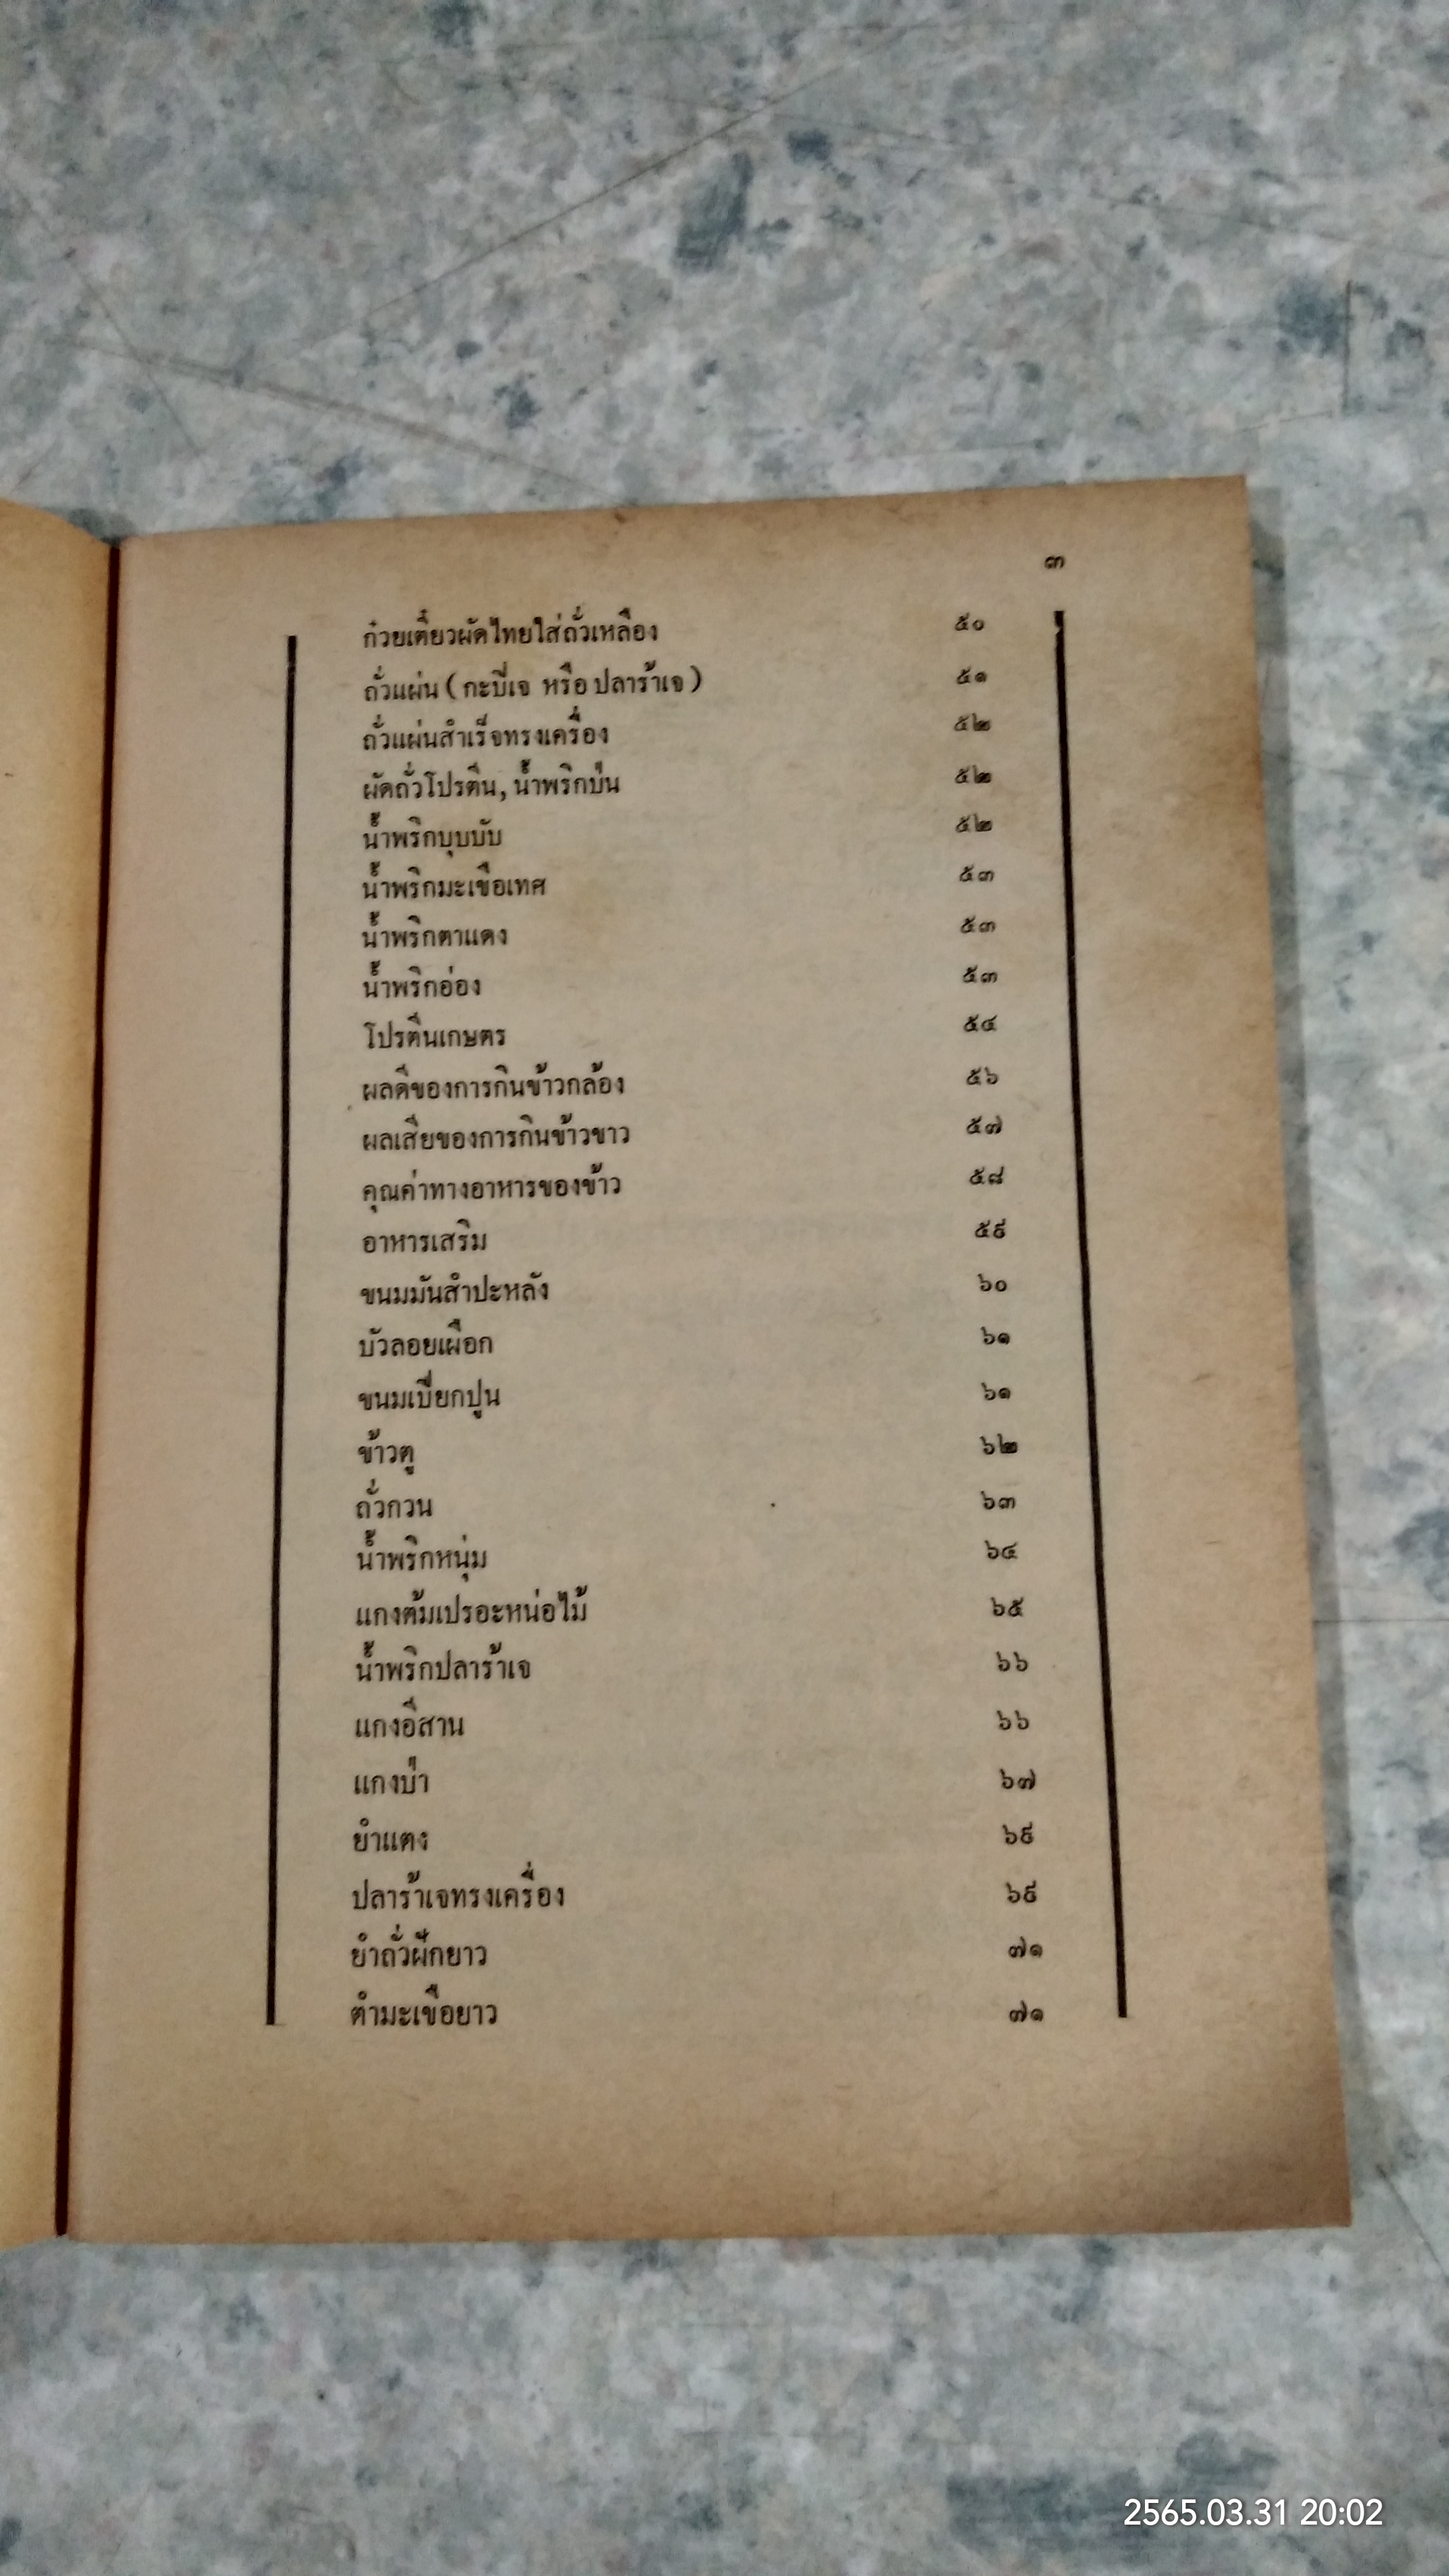 ๓
ก๋วยเตี๋ยวผัดไทยใส่ถั่วเหลือง ๕๐
ถั่วแผ่น ( กะปิเจ หรือ ปลาร้าเจ ) ๕๑
ถั่วแผ่นสำเร็จทรงเครื่อง ๕๒
ผัดถั่วโปรตีน, น้ำพริกป่น ๕๒
น้ำพริกบุบบับ ๕๒
น้ำพริกมะเขือเทศ ๕๓
น้ำพริกตาแดง ๕๓
น้ำพริกอ่อง ๕๓
โปรตีนเกษตร ๕๔
ผลดีของการกินข้าวกล้อง ๕๖
ผลเสียของการกินข้าวขาว ๕๗
คุณค่าทางอาหารของข้าว ๕๘
อาหารเสริม ๕๙
ขนมมันสำปะหลัง ๖๐
บัวลอยเผือก ๖๑
ขนมเปียกปูน ๖๑
ข้าวตู ๖๒
ถั่วกวน ๖๓
น้ำพริกหนุ่ม ๖๔
แกงต้มเปรอะหน่อไม้ ๖๕
น้ำพริกปลาร้าเจ ๖๖
แกงอีสาน ๖๖
แกงป่า ๖๗
ยำแตง ๖๙
ปลาร้าเจทรงเครื่อง ๖๙
ยำถั่วฝักยาว ๗๑
ตำมะเขือยาว ๗๑
2565.03.31 20:02